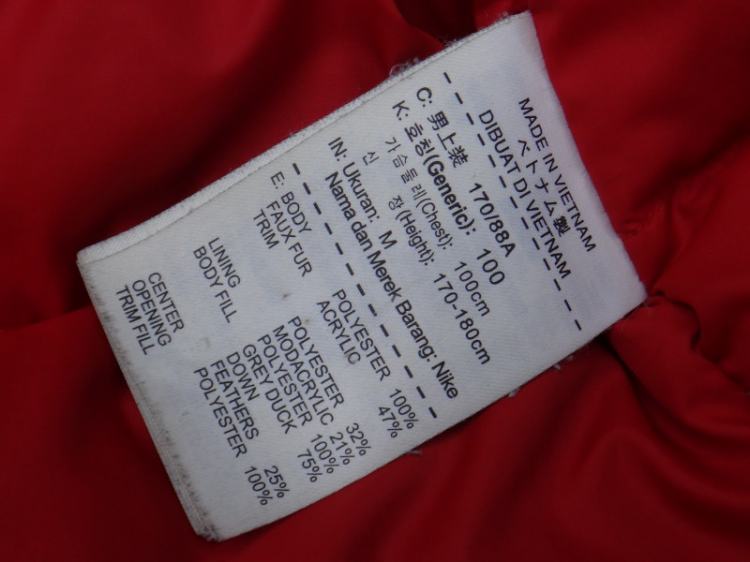 MADE IN VIETNAM
ベトナム製
DIBUAT DI VIETNAM
C: 男上装 170/88A
K: 호칭(Generic): 100
가슴둘레(Chest): 100cm
신 장(Height): 170-180cm
IN: Ukuran: M
Nama dan Merek Barang: Nike
E: BODY POLYESTER 100%
FAUX FUR ACRYLIC 47%
TRIM POLYESTER 32%
MODACRYLIC 21%
LINING POLYESTER 100%
BODY FILL GREY DUCK 75%
DOWN
FEATHERS 25%
CENTER POLYESTER 100%
OPENING
TRIM FILL